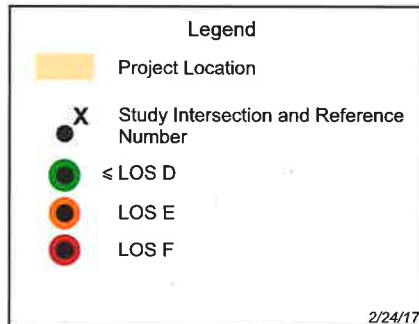 Legend
Project Location
X
Study Intersection and Reference
Number
≤ LOS D
LOS E
LOS F
2/24/17